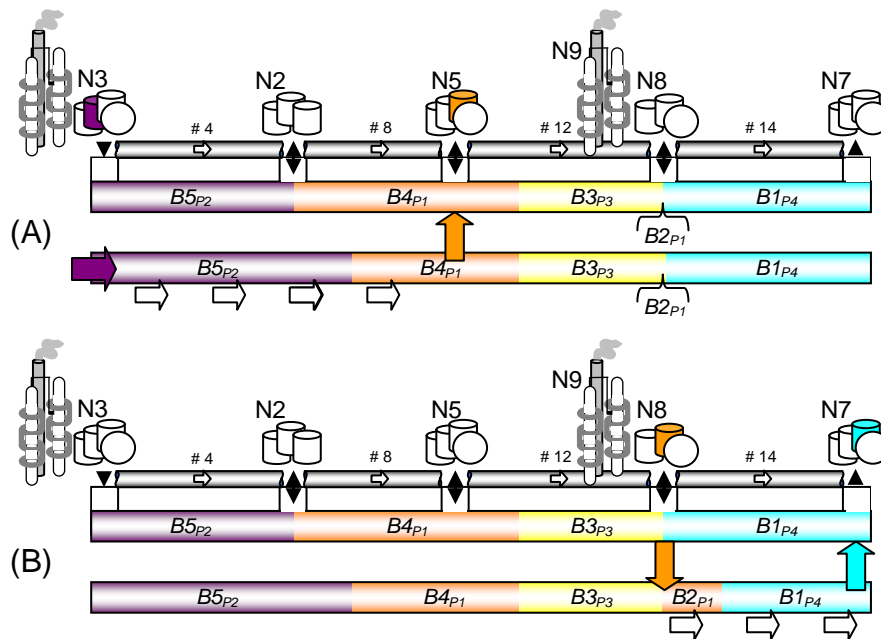 N3 N2 N5 N9 N8 N7
# 4 # 8 # 12 # 14
B5P2 B4P1 B3P3 B1P4
(A)
B2P1
B5P2 B4P1 B3P3 B1P4
B2P1
N3 N2 N5 N9 N8 N7
# 4 # 8 # 12 # 14
B5P2 B4P1 B3P3 B1P4
(B)
B5P2 B4P1 B3P3 B2P1 B1P4